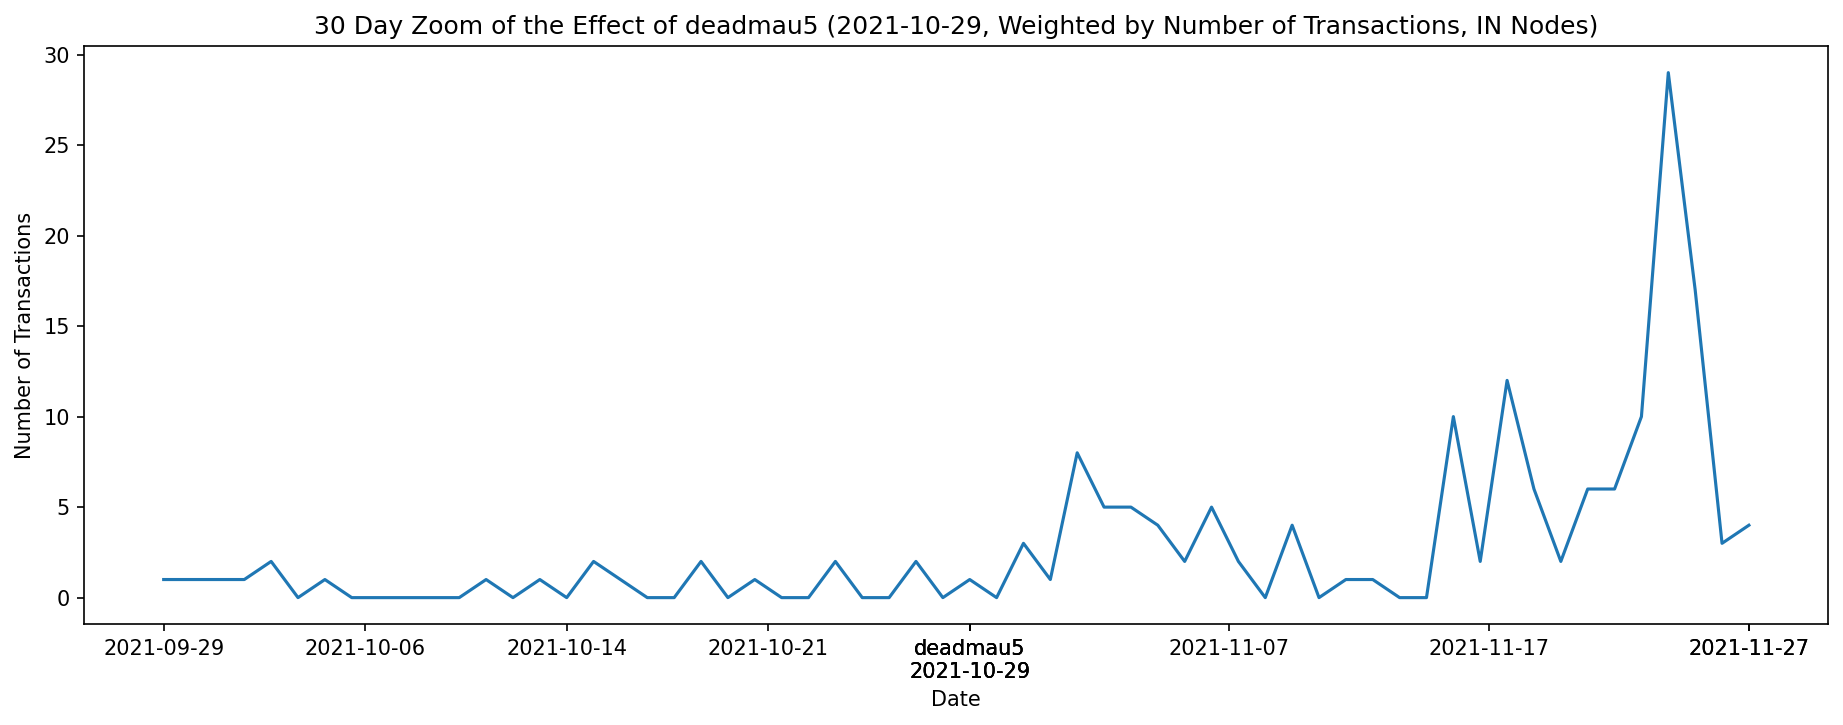 30 Day Zoom of the Effect of deadmau5 (2021-10-29, Weighted by Number of Transactions, IN Nodes)
30
25
20
15
10
5
0
Number of Transactions
2021-09-29 2021-10-06 2021-10-14 2021-10-21 deadmau5 2021-11-07 2021-11-17 2021-11-27
2021-10-29
Date